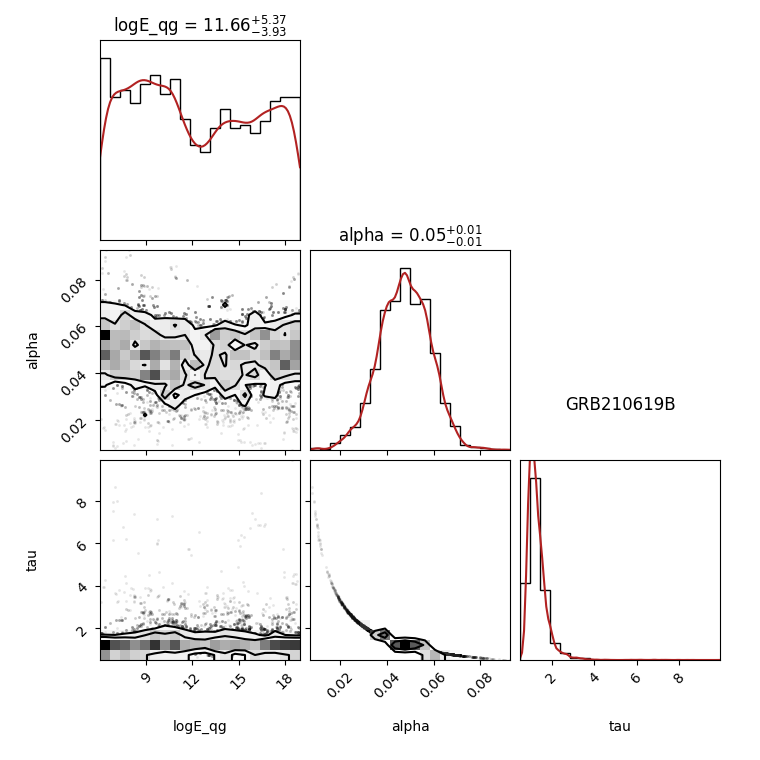 logE_qg = 11.66+5.37−3.93
alpha = 0.05+0.01−0.01
0.08
0.06
0.04
0.02
alpha
GRB210619B
8
6
4
2
tau
9 12 15 18
0.02 0.04 0.06 0.08
2 4 6 8
logE_qg alpha tau